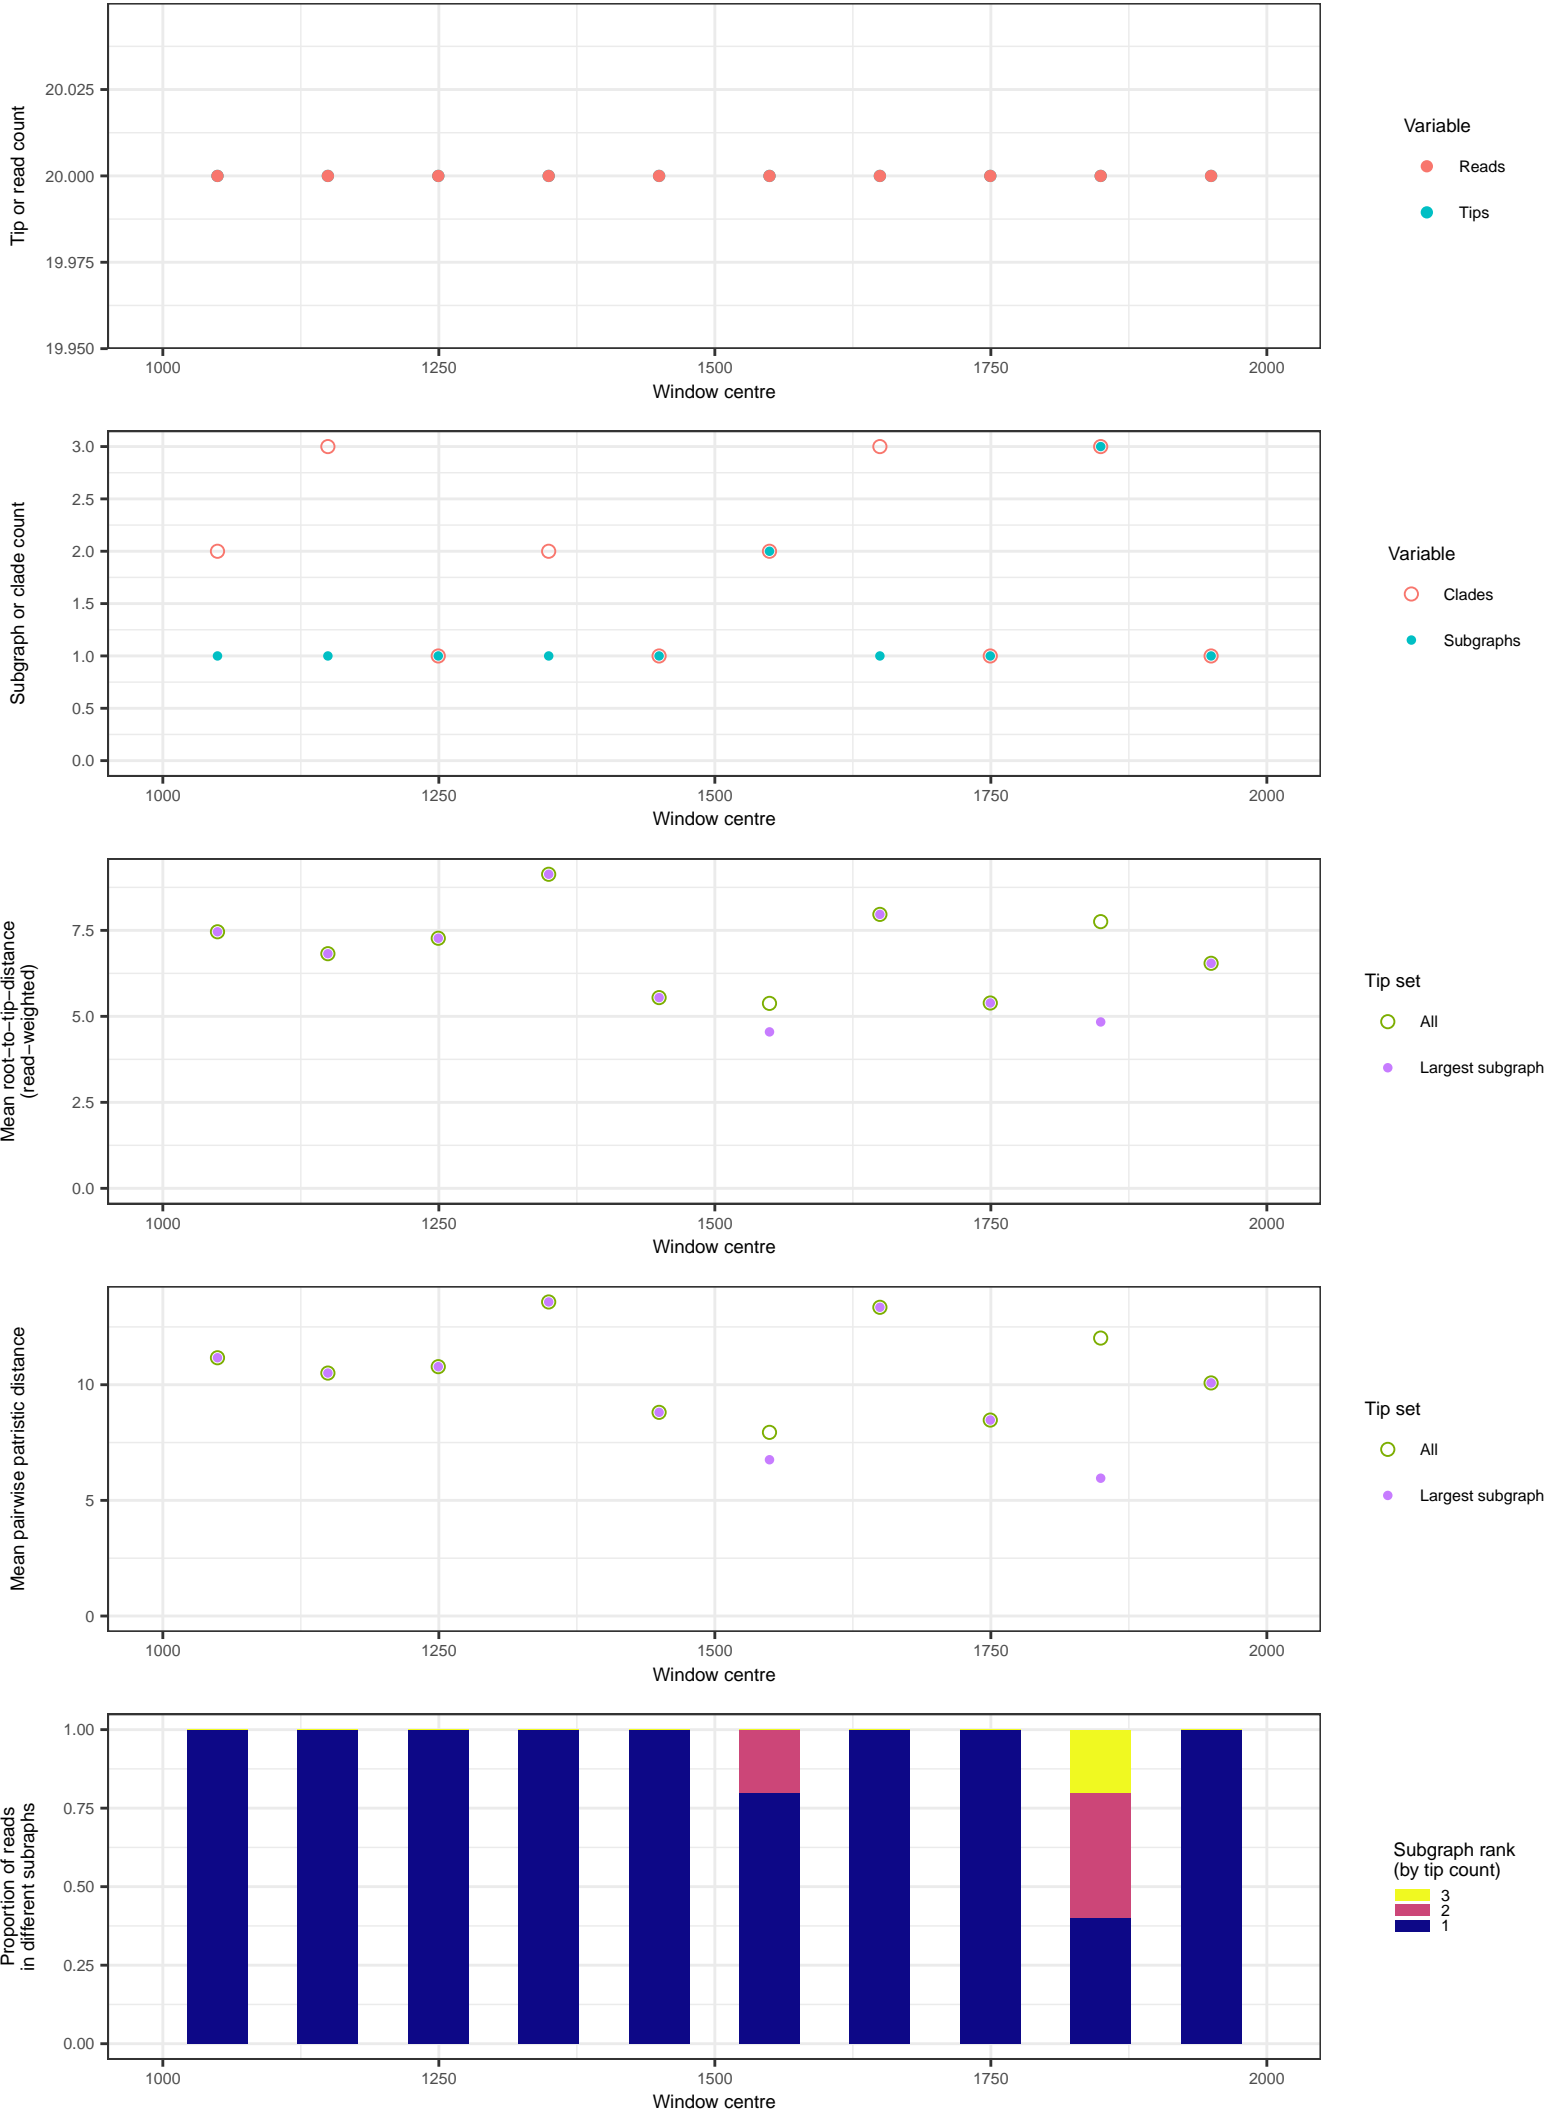 Tip or read count
20.025
20.000
19.975
19.950
1000 1250 1500 1750 2000
Window centre
Variable
Reads
Tips
Subgraph or clade count
3.0
2.5
2.0
1.5
1.0
0.5
0.0
1000 1250 1500 1750 2000
Window centre
Variable
Clades
Subgraphs
Mean root−to−tip−distance
(read−weighted)
7.5
5.0
2.5
0.0
1000 1250 1500 1750 2000
Window centre
Tip set
All
Largest subgraph
Mean pairwise patristic distance
10
5
0
1000 1250 1500 1750 2000
Window centre
Tip set
All
Largest subgraph
Proportion of reads
in different subraphs
1.00
0.75
0.50
0.25
0.00
1000 1250 1500 1750 2000
Window centre
Subgraph rank
(by tip count)
3
2
1